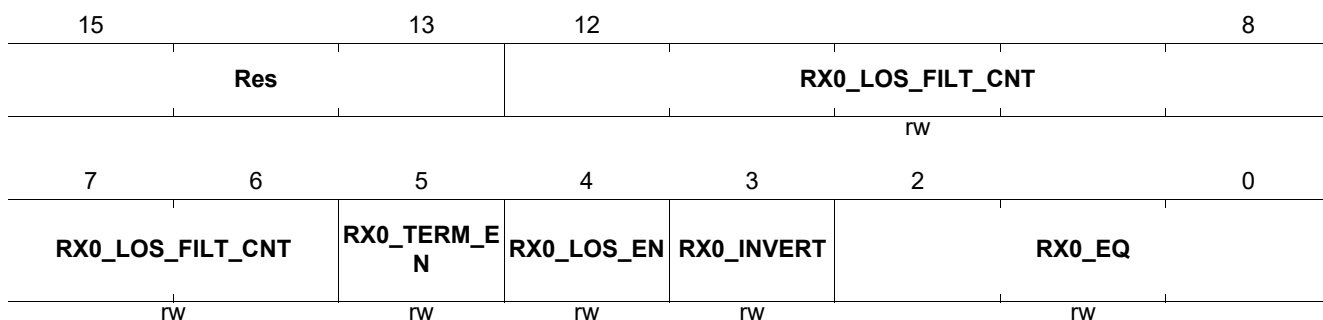 15 13 12 8
Res RX0_LOS_FILT_CNT
rw
7 6 5 4 3 2 0
RX0_LOS_FILT_CNT RX0_TERM_E RX0_LOS_EN RX0_INVERT RX0_EQ
N
rw rw rw rw rw